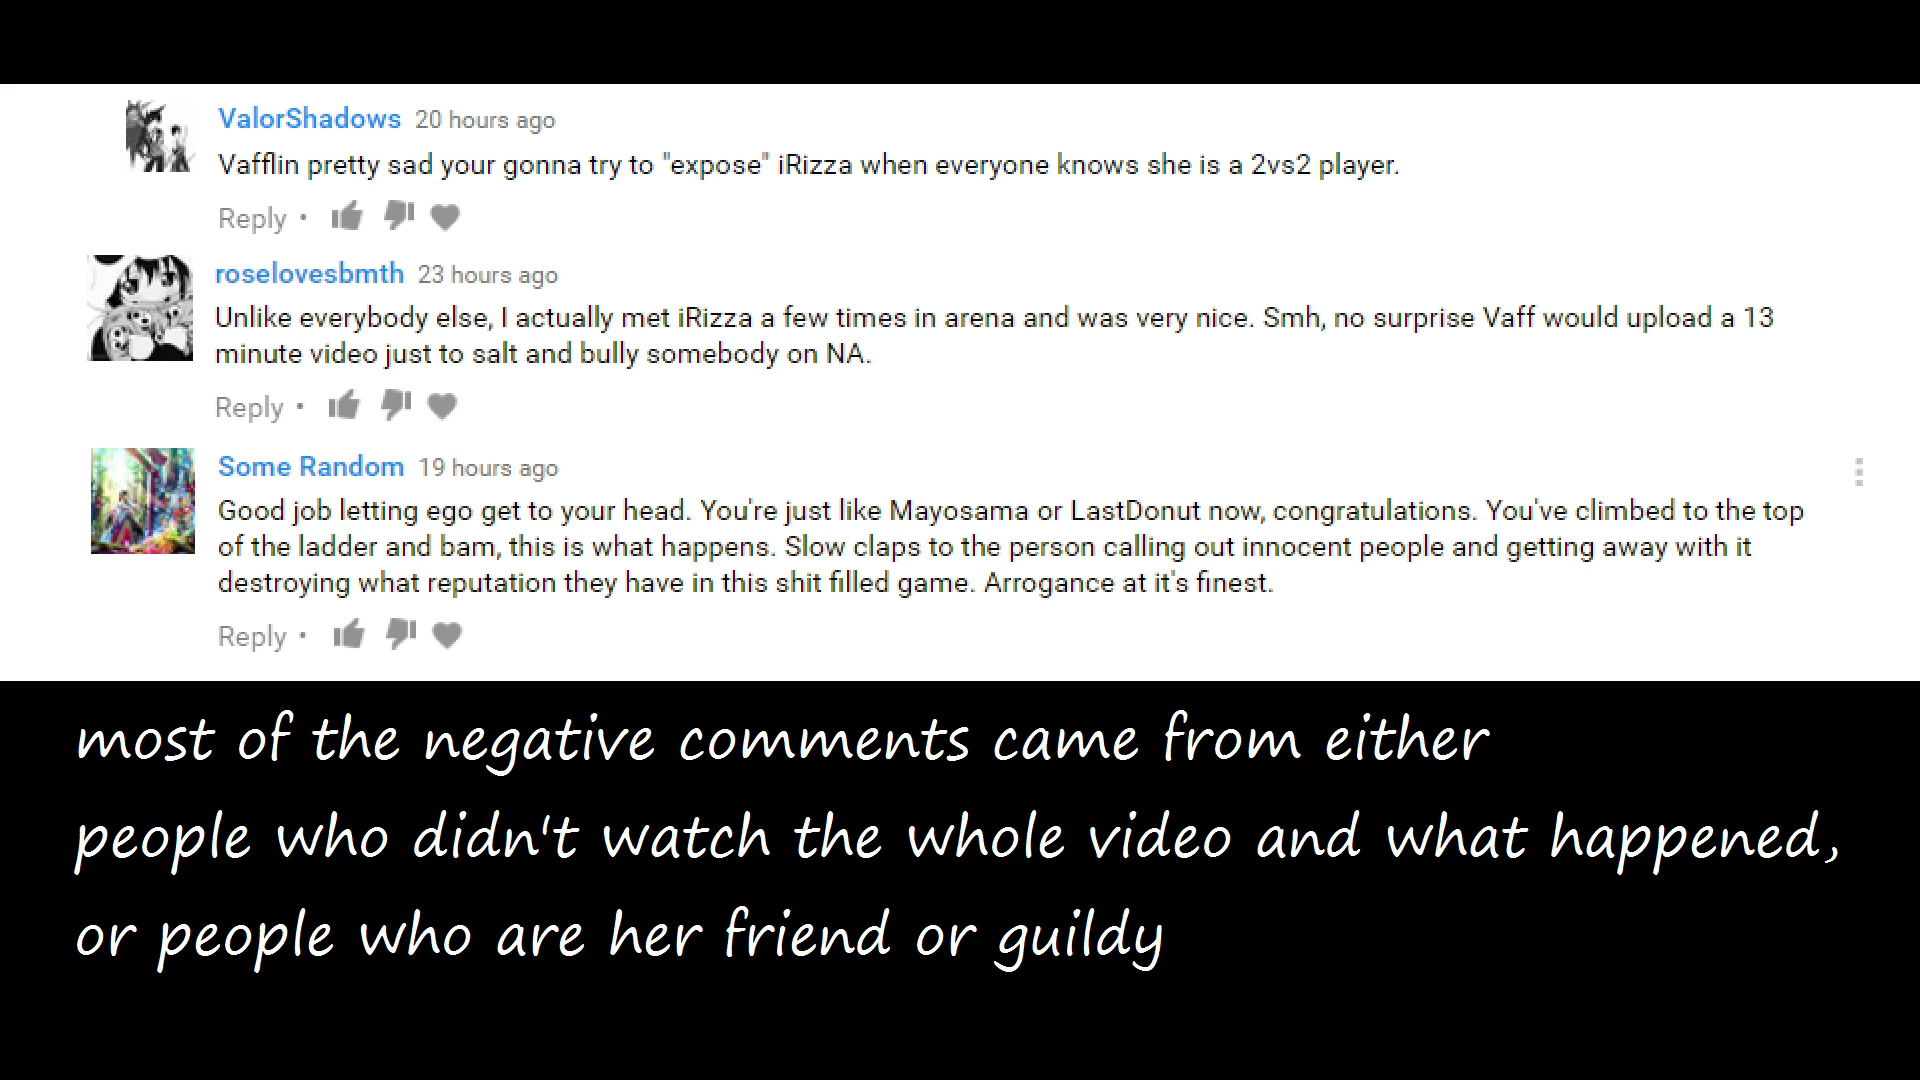 ValorShadows 20 hours ago
Vafflin pretty sad your gonna try to "expose" iRizza when everyone knows she is a 2vs2 player.
Reply •
roselovesbmth 23 hours ago
Unlike everybody else, I actually met iRizza a few times in arena and was very nice. Smh, no surprise Vaff would upload a 13
minute video just to salt and bully somebody on NA.
Reply •
Some Random 19 hours ago
Good job letting ego get to your head. You're just like Mayosama or LastDonut now, congratulations. You've climbed to the top
of the ladder and bam, this is what happens. Slow claps to the person calling out innocent people and getting away with it
destroying what reputation they have in this shit filled game. Arrogance at it's finest.
Reply •
most of the negative comments came from either
people who didn't watch the whole video and what happened,
or people who are her friend or guildy